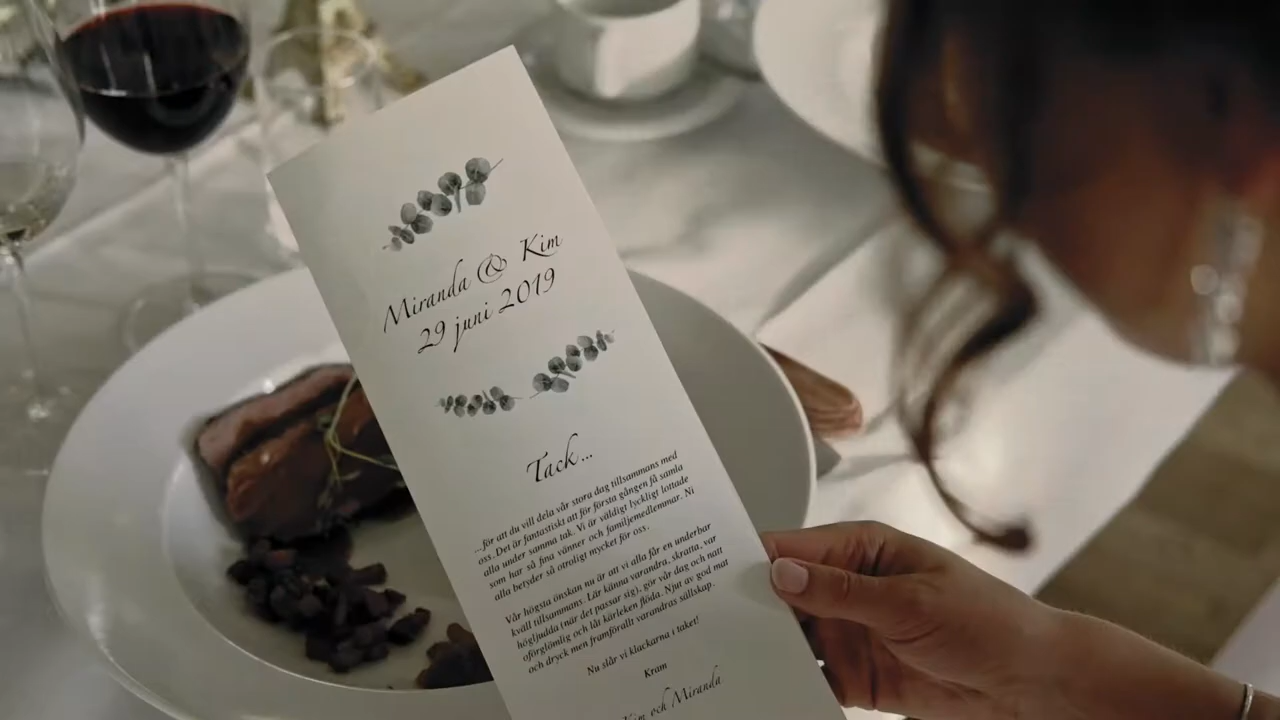 Miranda & Kim
29 juni 2019
Tack...
...för att du vill dela vår stora dag tillsammans med
oss. Det är fantastiskt att för första gången få samla
alla under samma tak. Vi är väldigt lyckligt lottade
som har så fina vänner och familjemedlemmar. Ni
alla betyder så otroligt mycket för oss.
Vår högsta önskan nu är att vi alla får en underbar
kväll tillsammans. Lär känna varandra, skratta, var
högljudda (när det passar sig), gör vår dag och natt
oförglömlig och låt kärleken flöda. Njut av god mat
och dryck men framförallt varandras sällskap.
Nu slår vi klackarna i taket!
Kram
Kim och Miranda